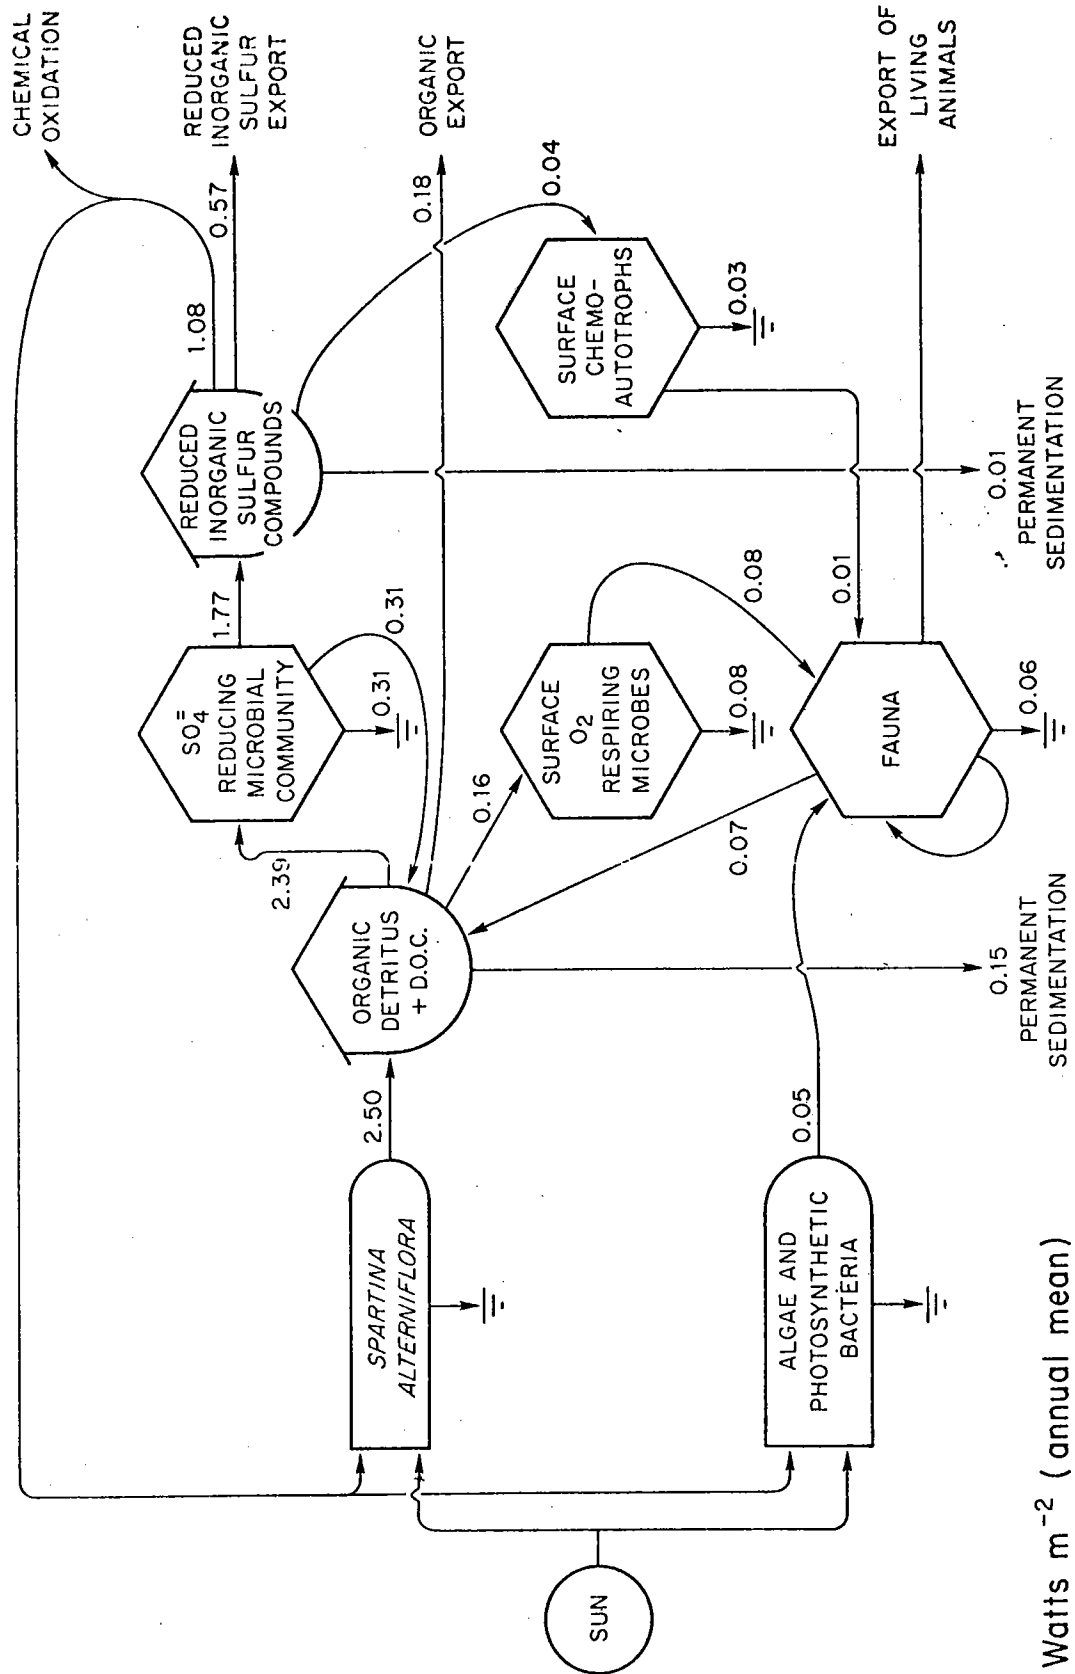 CHEMICAL
OXIDATION
REDUCED
INORGANIC
SULFUR
EXPORT
ORGANIC
EXPORT
EXPORT OF
LIVING
ANIMALS
1.08
0.57
0.18
0.04
REDUCED
INORGANIC
SULFUR
COMPOUNDS
SURFACE
CHEMO-
AUTOTROPHS
0.03
0.01
PERMANENT
SEDIMENTATION
1.77
SO4=
REDUCING
MICROBIAL
COMMUNITY
0.31
0.31
SURFACE
O2
RESPIRING
MICROBES
0.08
0.08
0.01
FAUNA
0.06
2.39
0.16
0.07
ORGANIC
DETRITUS
+ D.O.C.
0.15
PERMANENT
SEDIMENTATION
2.50
0.05
SPARTINA
ALTERNIFLORA
ALGAE AND
PHOTOSYNTHETIC
BACTERIA
SUN
Watts m⁻² (annual mean)